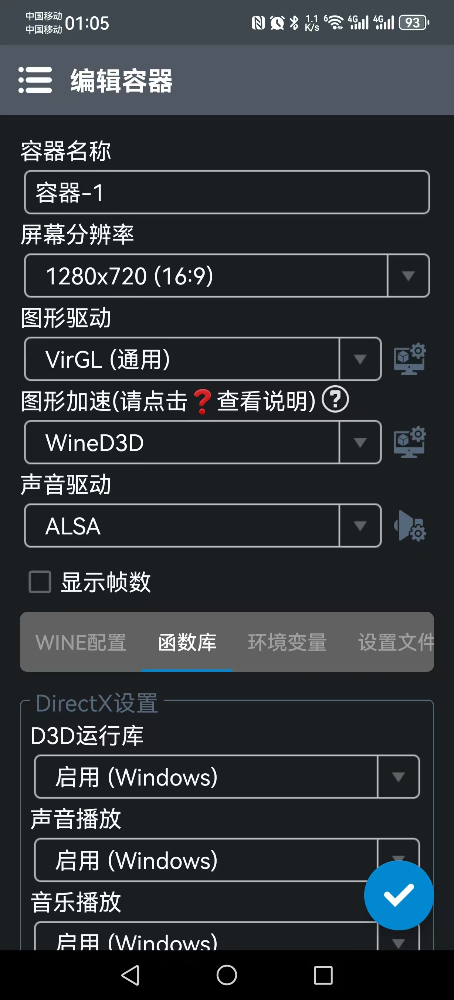 中国移动
中国移动
01:05
1.1
K/s
6
4G
4G
93
编辑容器
容器名称
容器-1
屏幕分辨率
1280x720 (16:9)
图形驱动
VirGL (通用)
图形加速(请点击❓查看说明)
WineD3D
声音驱动
ALSA
显示帧数
WINE配置 函数库 环境变量 设置文件
DirectX设置
D3D运行库
启用 (Windows)
声音播放
启用 (Windows)
音乐播放
启用 (Windows)